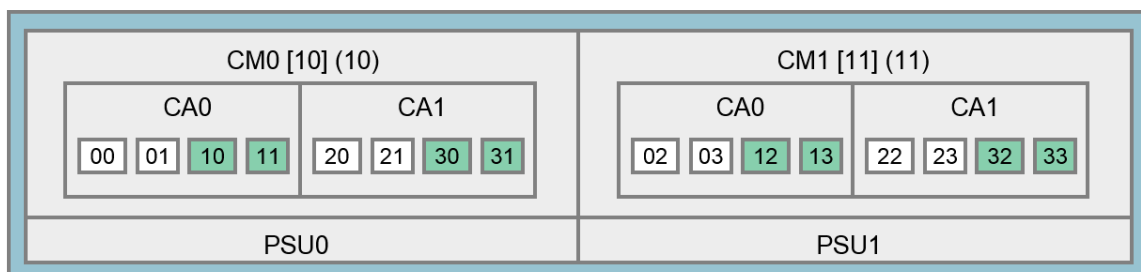 CM0 [10] (10) CM1 [11] (11)
CA0 CA1 CA0 CA1
00 01 10 11 20 21 30 31 02 03 12 13 22 23 32 33
PSU0 PSU1